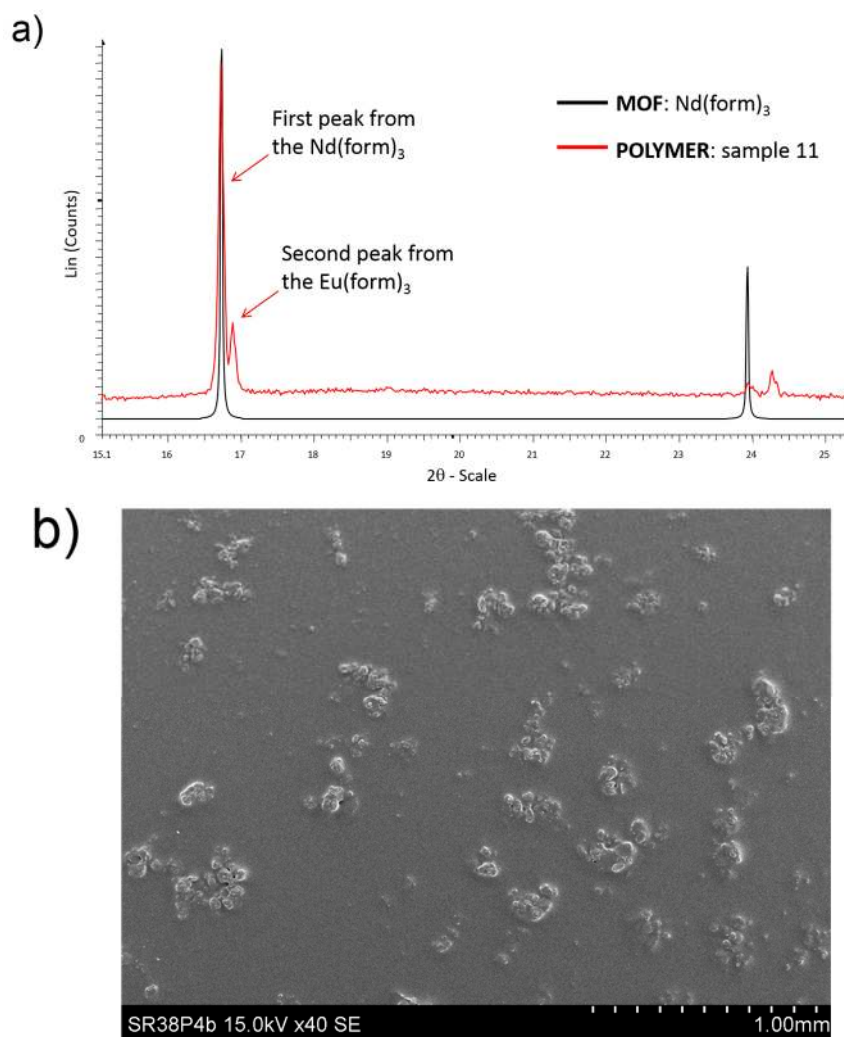 a)
First peak from
the Nd(form)₃
MOF: Nd(form)₃
POLYMER: sample 11
Second peak from
the Eu(form)₃
Lin (Counts)
0
15.1 16 17 18 19 20 21 22 23 24 25
2θ - Scale
b)
SR38P4b 15.0kV x40 SE 1.00mm